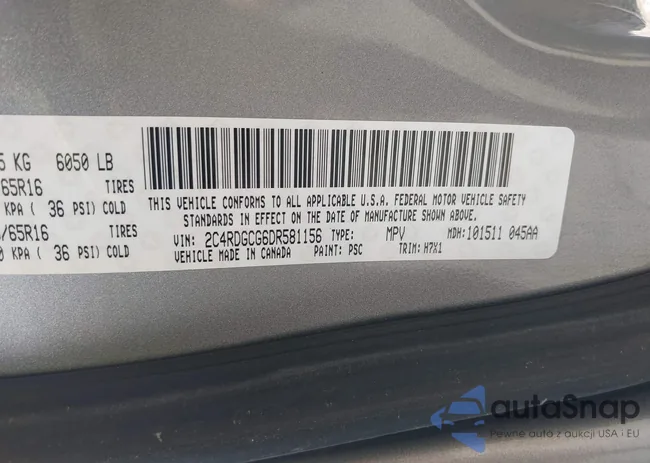 5 KG 6050 LB
/65R16 TIRES
KPA ( 36 PSI) COLD
/65R16 TIRES
0 KPA ( 36 PSI) COLD
THIS VEHICLE CONFORMS TO ALL APPLICABLE U.S.A. FEDERAL MOTOR VEHICLE SAFETY
STANDARDS IN EFFECT ON THE DATE OF MANUFACTURE SHOWN ABOVE.
VIN: 2C4RDGCG6DR581156 TYPE: MPV MDH: 101511 045AA
VEHICLE MADE IN CANADA PAINT: PSC TRIM: H7X1
autoSnap
Pewne auto z aukcji USA i EU